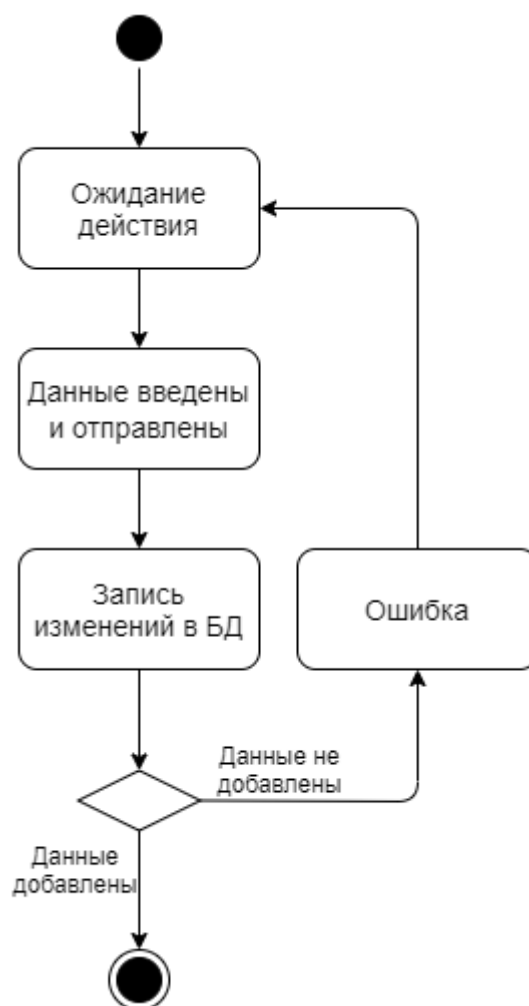 Ожидание
действия
Данные введены
и отправлены
Запись
изменений в БД
Ошибка
Данные не
добавлены
Данные
добавлены